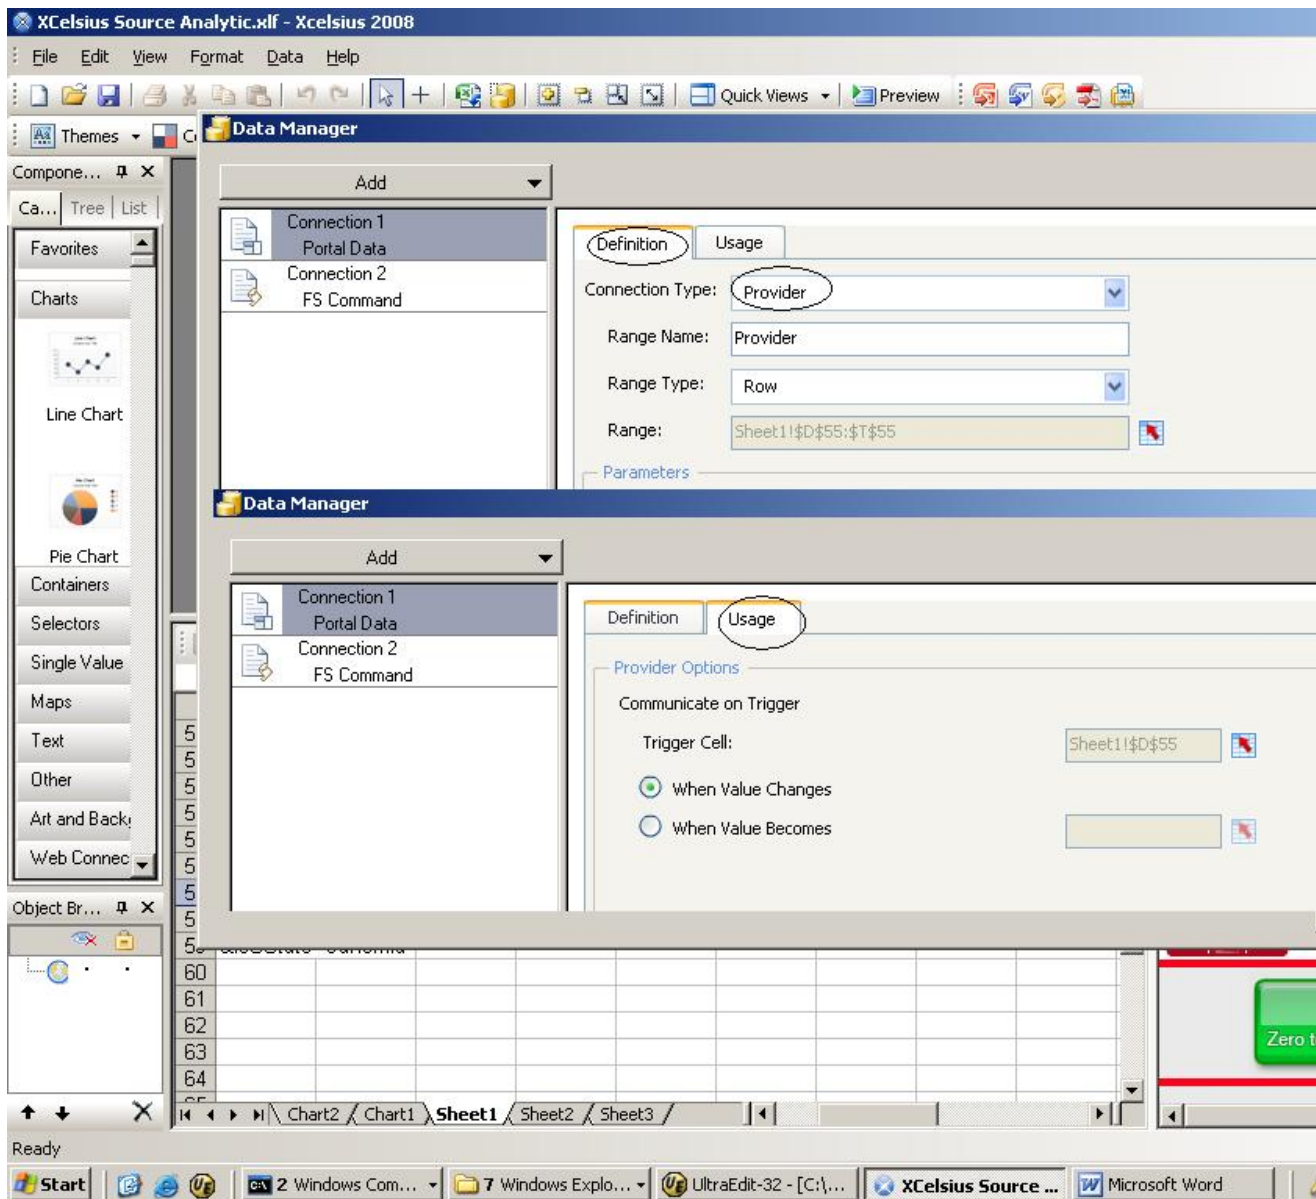 XCelsius Source Analytic.xlf - Xcelsius 2008
File Edit View Format Data Help
Quick Views Preview
Themes
Data Manager
Compone...
Add
Ca... Tree List
Connection 1
Portal Data
Connection 2
FS Command
Favorites
Charts
Line Chart
Pie Chart
Containers
Selectors
Single Value
Maps
Text
Other
Art and Back
Web Connec
Definition Usage
Connection Type: Provider
Range Name: Provider
Range Type: Row
Range: Sheet1!$D$55:$T$55
Parameters
Data Manager
Add
Connection 1
Portal Data
Connection 2
FS Command
Definition Usage
Provider Options
Communicate on Trigger
Trigger Cell: Sheet1!$D$55
When Value Changes
When Value Becomes
Object Br...
60
61
62
63
64
Zero t
Chart2 Chart1 Sheet1 Sheet2 Sheet3
Ready
Start 2 Windows Com... 7 Windows Explo... UltraEdit-32 - [C:\... XCelsius Source ... Microsoft Word